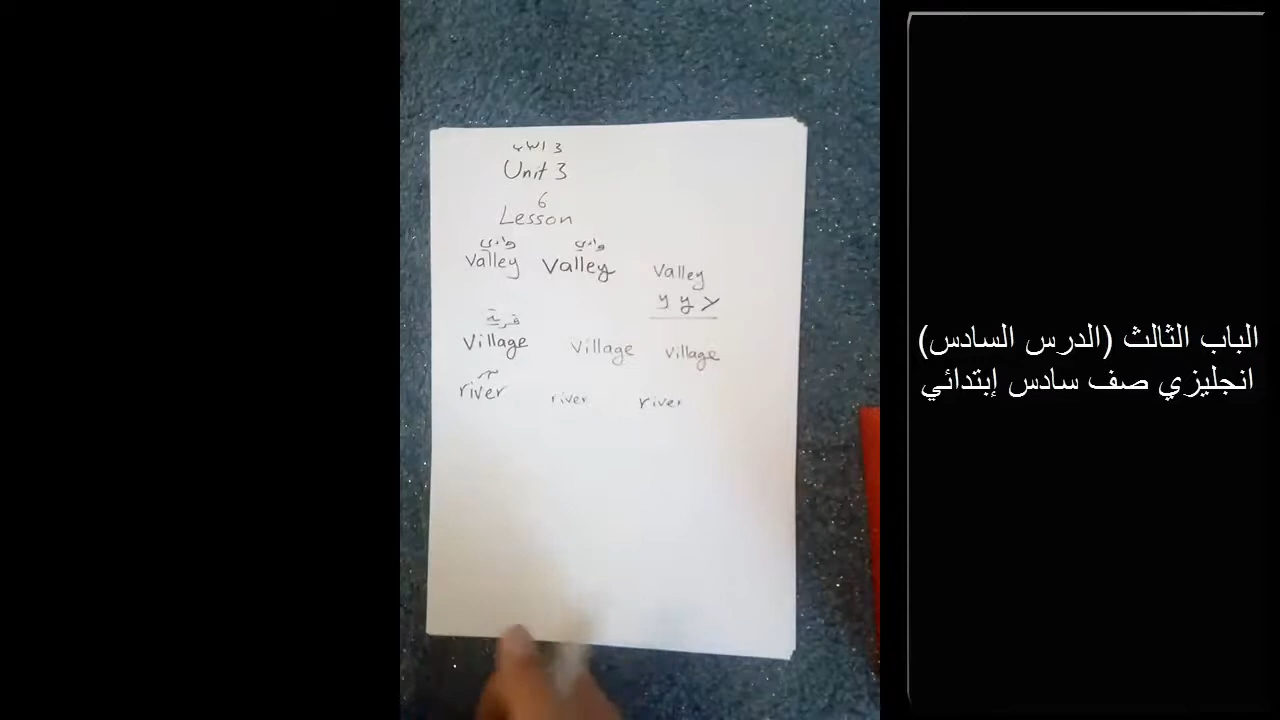 3 الباب
Unit 3
6
Lesson
وادي وادي
valley Valley Valley
y y y
قرية
Village Village Village
نهر
river river river
الباب الثالث (الدرس السادس)
انجليزي صف سادس إبتدائي